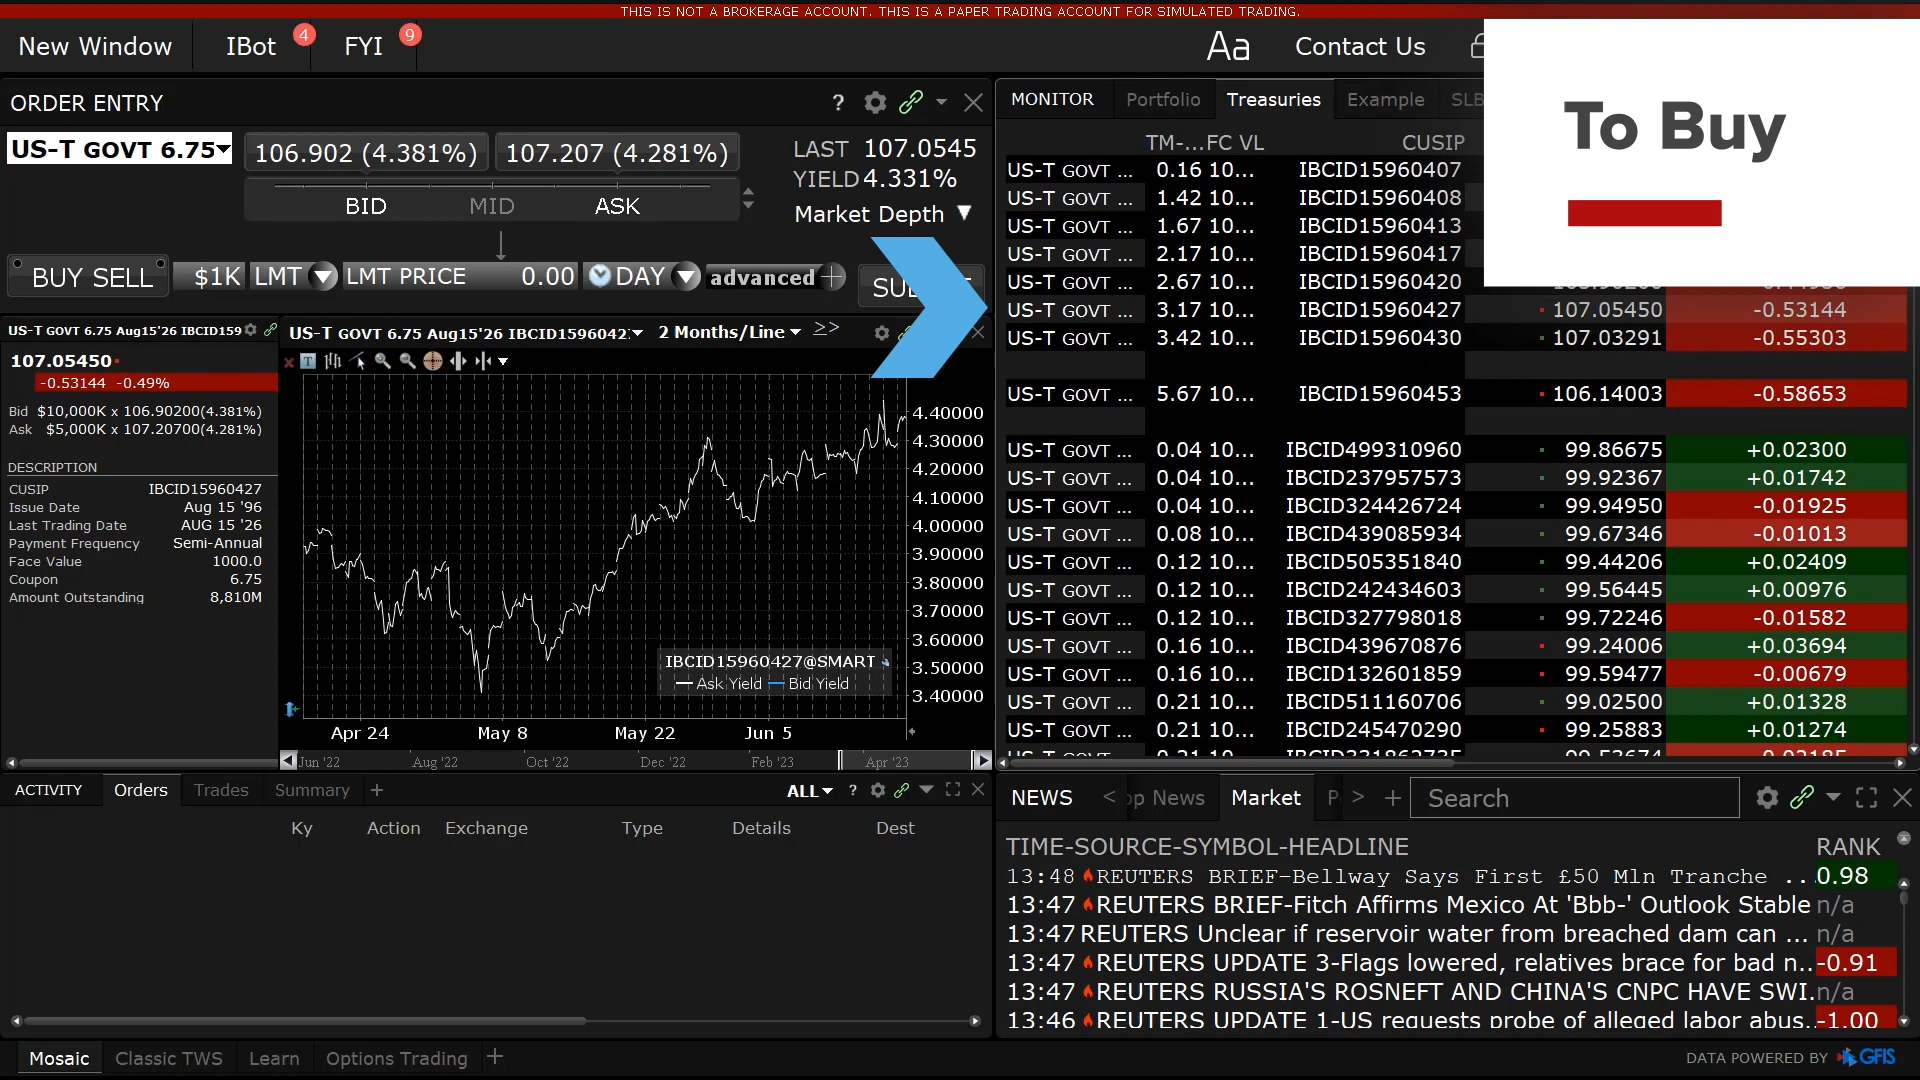 THIS IS NOT A BROKERAGE ACCOUNT. THIS IS A PAPER TRADING ACCOUNT FOR SIMULATED TRADING.
New Window IBot 4 FYI 9 Aa Contact Us
To Buy
ORDER ENTRY ?
US-T GOVT 6.75 106.902 (4.381%) 107.207 (4.281%) LAST 107.0545
YIELD 4.331%
BID MID ASK Market Depth
BUY SELL $1K LMT LMT PRICE 0.00 DAY advanced +
US-T GOVT 6.75 Aug15'26 IBCID159
107.05450
-0.53144 -0.49%
Bid $10,000K x 106.90200(4.381%)
Ask $5,000K x 107.20700(4.281%)
DESCRIPTION
CUSIP IBCID15960427
Issue Date Aug 15 '96
Last Trading Date AUG 15 '26
Payment Frequency Semi-Annual
Face Value 1000.0
Coupon 6.75
Amount Outstanding 8,810M
US-T GOVT 6.75 Aug15'26 IBCID1596042 2 Months/Line >>
4.40000
4.30000
4.20000
4.10000
4.00000
3.90000
3.80000
3.70000
3.60000
3.50000
3.40000
IBCID15960427@SMART
Ask Yield Bid Yield
Apr 24 May 8 May 22 Jun 5
Jun '22 Aug '22 Oct '22 Dec '22 Feb '23 Apr '23
MONITOR Portfolio Treasuries Example SLB
TM-...FC VL CUSIP
US-T GOVT ... 0.16 10... IBCID15960407
US-T GOVT ... 1.42 10... IBCID15960408
US-T GOVT ... 1.67 10... IBCID15960413
US-T GOVT ... 2.17 10... IBCID15960417
US-T GOVT ... 2.67 10... IBCID15960420
US-T GOVT ... 3.17 10... IBCID15960427 107.05450 -0.53144
US-T GOVT ... 3.42 10... IBCID15960430 107.03291 -0.55303
US-T GOVT ... 5.67 10... IBCID15960453 106.14003 -0.58653
US-T GOVT ... 0.04 10... IBCID499310960 99.86675 +0.02300
US-T GOVT ... 0.04 10... IBCID237957573 99.92367 +0.01742
US-T GOVT ... 0.04 10... IBCID324426724 99.94950 -0.01925
US-T GOVT ... 0.08 10... IBCID439085934 99.67346 -0.01013
US-T GOVT ... 0.12 10... IBCID505351840 99.44206 +0.02409
US-T GOVT ... 0.12 10... IBCID242434603 99.56445 +0.00976
US-T GOVT ... 0.12 10... IBCID327798018 99.72246 -0.01582
US-T GOVT ... 0.16 10... IBCID439670876 99.24006 +0.03694
US-T GOVT ... 0.16 10... IBCID132601859 99.59477 -0.00679
US-T GOVT ... 0.21 10... IBCID511160706 99.02500 +0.01328
US-T GOVT ... 0.21 10... IBCID245470290 99.25883 +0.01274
ACTIVITY Orders Trades Summary + ALL ?
Ky Action Exchange Type Details Dest
NEWS < op News Market > + Search
TIME-SOURCE-SYMBOL-HEADLINE RANK
13:48 REUTERS BRIEF-Bellway Says First £50 Mln Tranche ... 0.98
13:47 REUTERS BRIEF-Fitch Affirms Mexico At 'Bbb-' Outlook Stable n/a
13:47 REUTERS Unclear if reservoir water from breached dam can ... n/a
13:47 REUTERS UPDATE 3-Flags lowered, relatives brace for bad n... -0.91
13:47 REUTERS RUSSIA'S ROSNEFT AND CHINA'S CNPC HAVE SWI... n/a
13:46 REUTERS UPDATE 1-US requests probe of alleged labor abus... -1.00
Mosaic Classic TWS Learn Options Trading + DATA POWERED BY GFIS